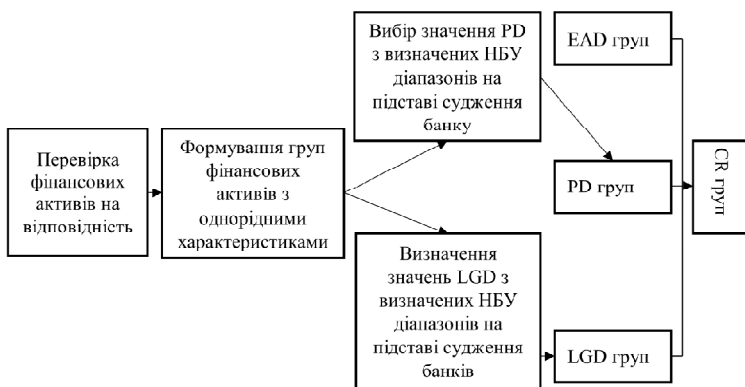 Перевірка
фінансових
активів на
відповідність
Формування груп
фінансових
активів з
однорідними
характеристиками
Вибір значення PD
з визначених НБУ
діапазонів на
підставі судження
банку
Визначення
значень LGD з
визначених НБУ
діапазонів на
підставі судження
банків
EAD груп
PD груп
LGD груп
CR груп